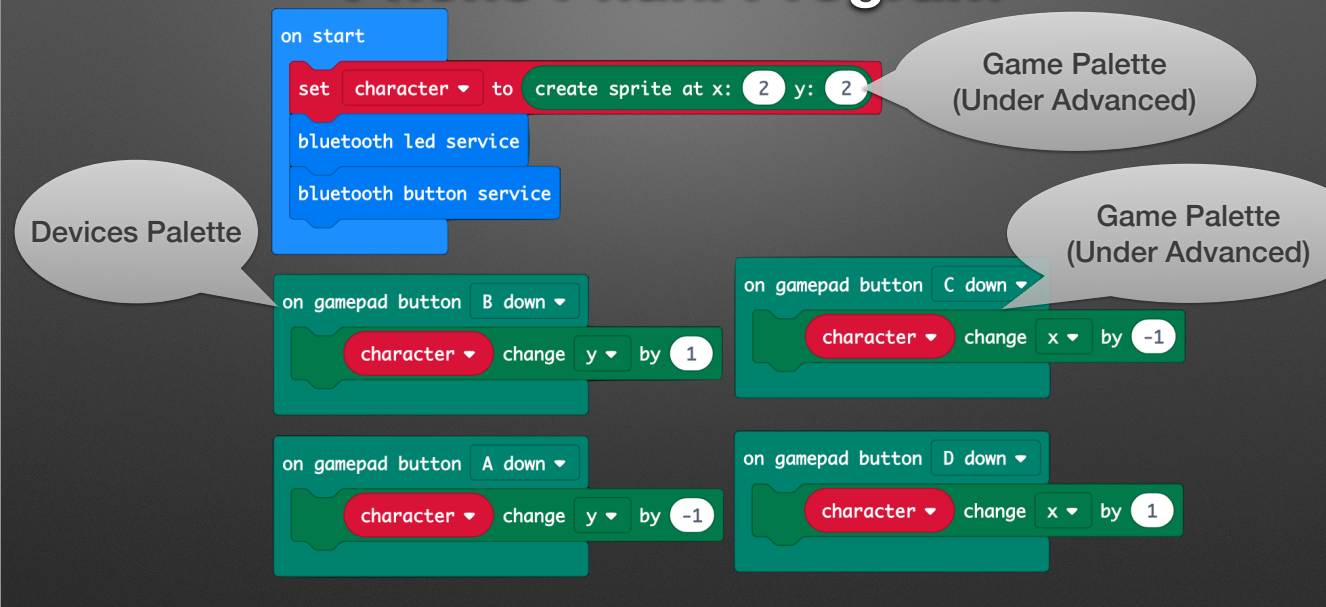 on start
set character to create sprite at x: 2 y: 2
bluetooth led service
bluetooth button service
Game Palette
(Under Advanced)
Devices Palette
Game Palette
(Under Advanced)
on gamepad button B down
character change y by 1
on gamepad button C down
character change x by -1
on gamepad button A down
character change y by -1
on gamepad button D down
character change x by 1